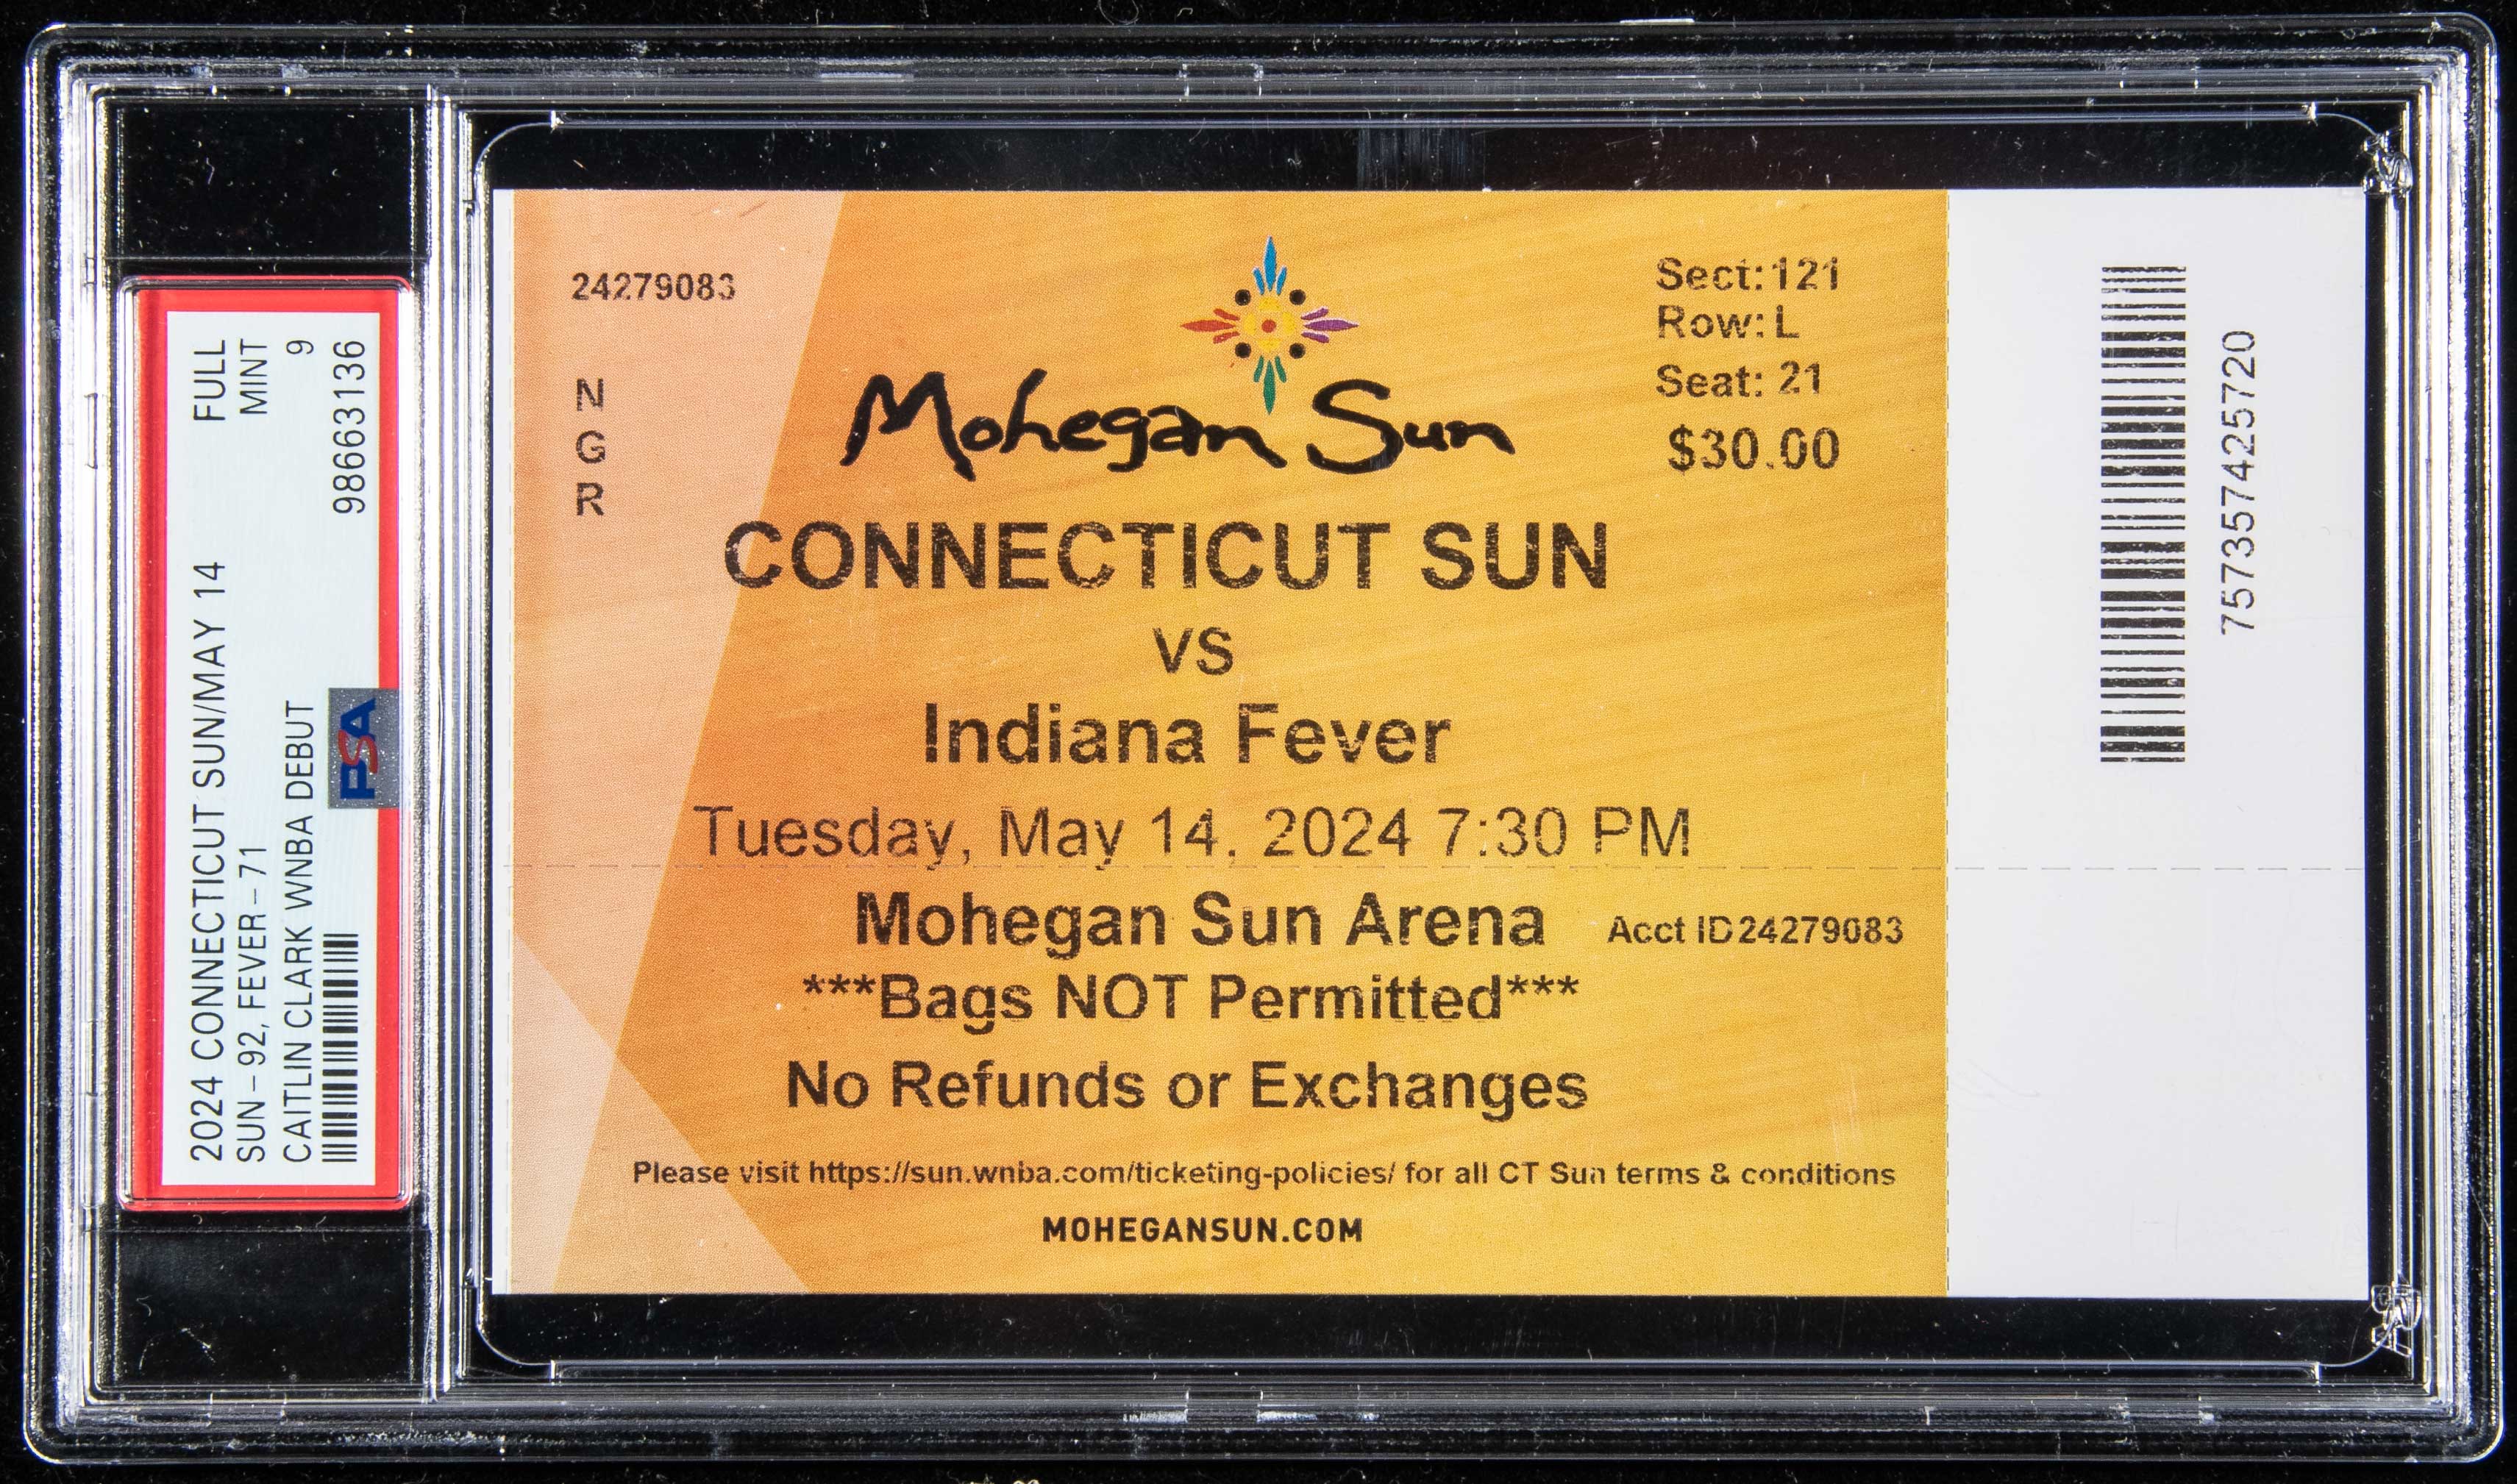 2024 CONNECTICUT SUN/MAY 14 FULL
SUN - 92, FEVER - 71 MINT
CAITLIN CLARK WNBA DEBUT 9
98663136
PSA
24279083
N
G
R
Mohegan Sun
Sect: 121
Row: L
Seat: 21
$30.00
CONNECTICUT SUN
VS
Indiana Fever
Tuesday, May 14, 2024 7:30 PM
Mohegan Sun Arena
Acct ID 24279083
***Bags NOT Permitted***
No Refunds or Exchanges
Please visit https://sun.wnba.com/ticketing-policies/ for all CT Sun terms & conditions
MOHEGANSUN.COM
757357425720